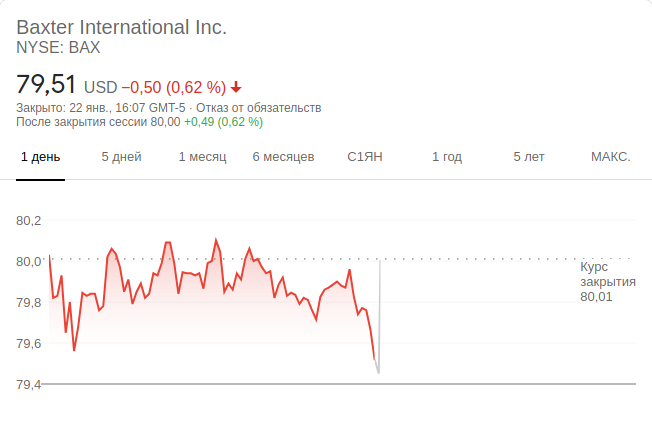 Baxter International Inc.
NYSE: BAX
79,51 USD −0,50 (0,62 %)
Закрыто: 22 янв., 16:07 GMT-5 · Отказ от обязательств
После закрытия сессии 80,00 +0,49 (0,62 %)
1 день 5 дней 1 месяц 6 месяцев С1ЯН 1 год 5 лет МАКС.
80,2
80,0
79,8
79,6
79,4
Курс
закрытия
80,01